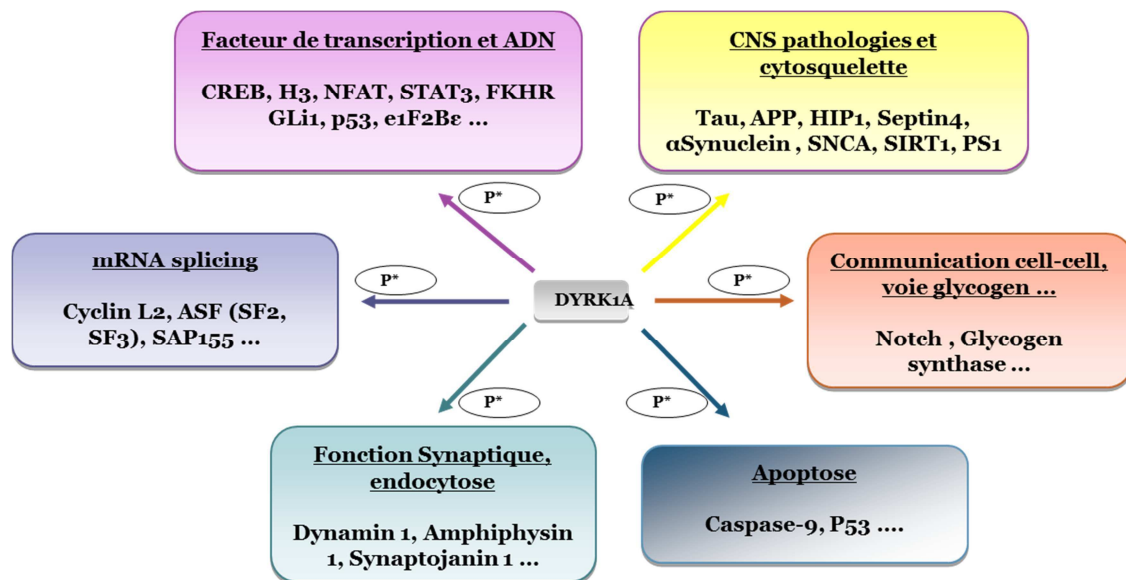 Facteur de transcription et ADN
CREB, H3, NFAT, STAT3, FKHR
GLi1, p53, e1F2Bε ...
CNS pathologies et
cytosquelette
Tau, APP, HIP1, Septin4,
αSynuclein , SNCA, SIRT1, PS1
P*
P*
mRNA splicing
Cyclin L2, ASF (SF2,
SF3), SAP155 ...
P*
DYRK1A
P*
Communication cell-cell,
voie glycogen ...
Notch , Glycogen
synthase ...
P*
P*
Fonction Synaptique,
endocytose
Dynamin 1, Amphiphysin
1, Synaptojanin 1 ...
Apoptose
Caspase-9, P53 ....